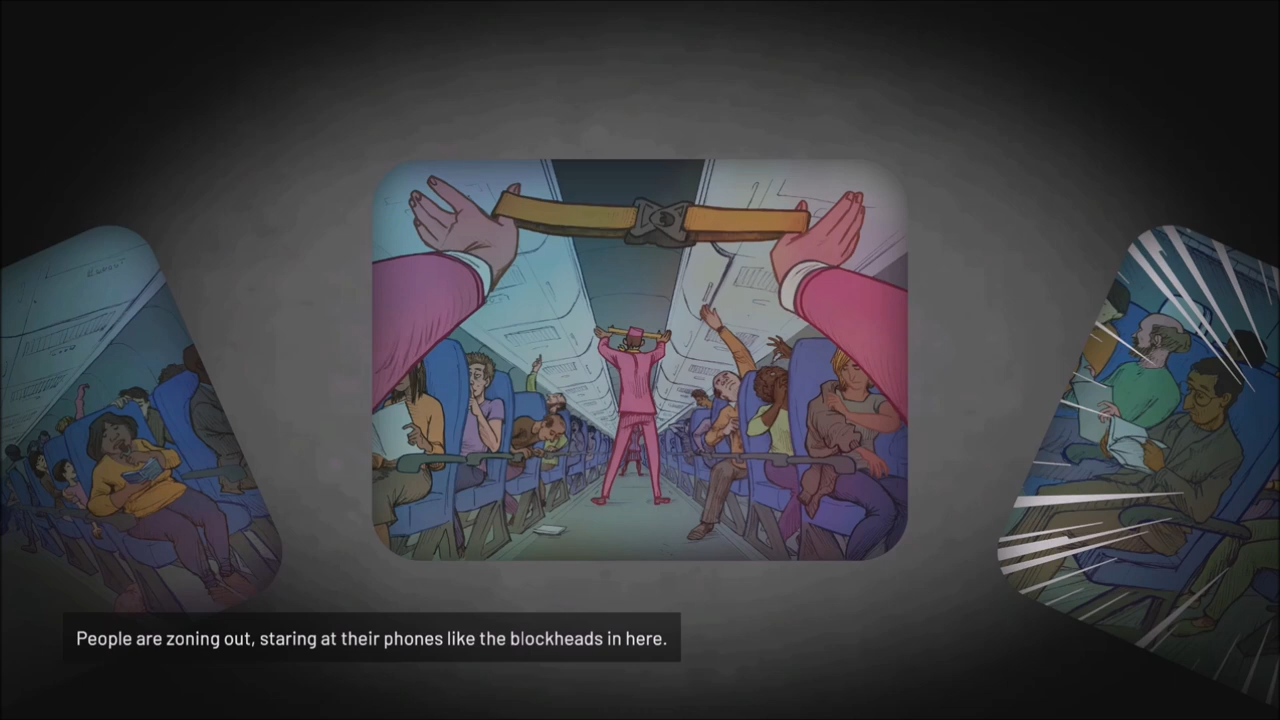 People are zoning out, staring at their phones like the blockheads in here.